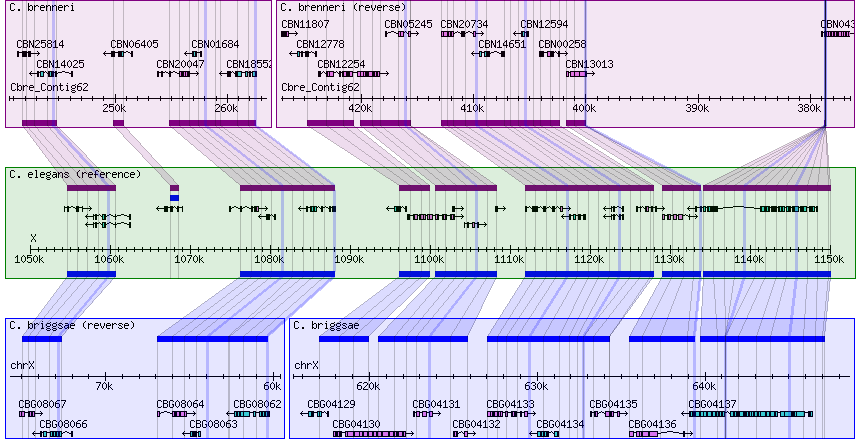 C. brenneri
CBN25814
CBN06405
CBN01684
CBN14025
CBN20047
CBN18552
Cbre_Contig62
250k
260k
C. brenneri (reverse)
CBN11807
CBN05245
CBN20734
CBN12594
CBN043
CBN12778
CBN14651
CBN00258
CBN12254
CBN13013
Cbre_Contig62
420k
410k
400k
390k
380k
C. elegans (reference)
X
1050k
1060k
1070k
1080k
1090k
1100k
1110k
1120k
1130k
1140k
1150k
C. briggsae (reverse)
chrX
70k
60k
CBG08067
CBG08064
CBG08062
CBG08066
CBG08063
C. briggsae
chrX
620k
630k
640k
CBG04129
CBG04131
CBG04133
CBG04135
CBG04137
CBG04130
CBG04132
CBG04134
CBG04136